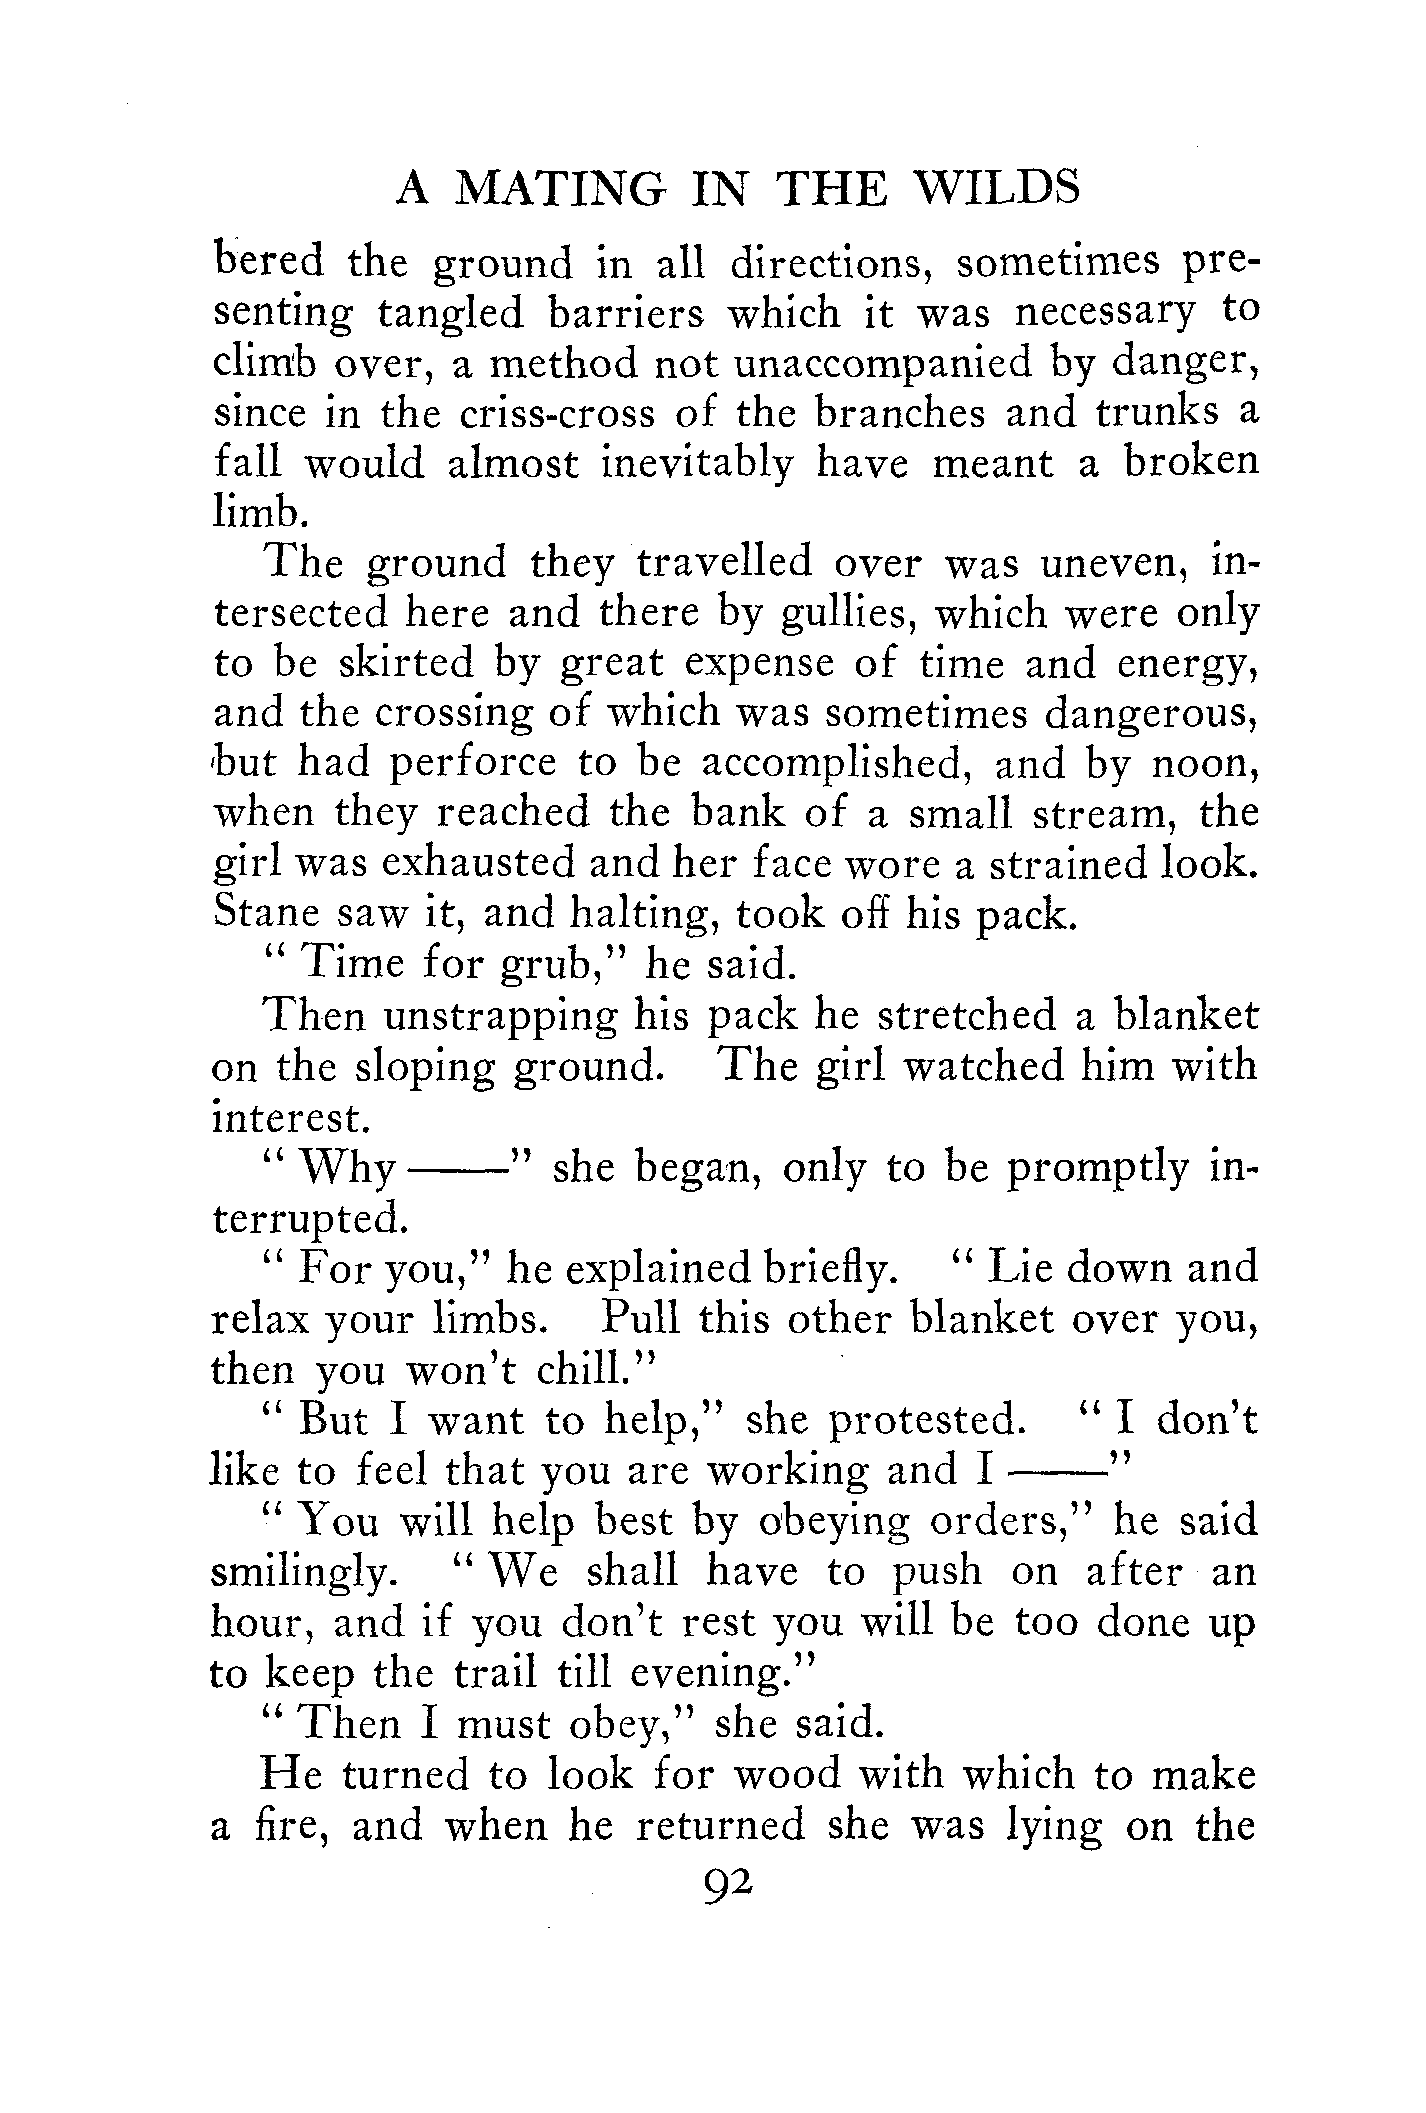 A MATING IN THE WILDS
bered the ground in all directions, sometimes pre-
senting tangled barriers which it was necessary to
climb over, a method not unaccompanied by danger,
since in the criss-cross of the branches and trunks a
fall would almost inevitably have meant a broken
limb.
The ground they travelled over was uneven, in-
tersected here and there by gullies, which were only
to be skirted by great expense of time and energy,
and the crossing of which was sometimes dangerous,
but had perforce to be accomplished, and by noon,
when they reached the bank of a small stream, the
girl was exhausted and her face wore a strained look.
Stane saw it, and halting, took off his pack.
" Time for grub," he said.
Then unstrapping his pack he stretched a blanket
on the sloping ground. The girl watched him with
interest.
" Why ——" she began, only to be promptly in-
terrupted.
" For you," he explained briefly. " Lie down and
relax your limbs. Pull this other blanket over you,
then you won't chill."
" But I want to help," she protested. " I don't
like to feel that you are working and I ——"
" You will help best by obeying orders," he said
smilingly. " We shall have to push on after an
hour, and if you don't rest you will be too done up
to keep the trail till evening."
" Then I must obey," she said.
He turned to look for wood with which to make
a fire, and when he returned she was lying on the
92